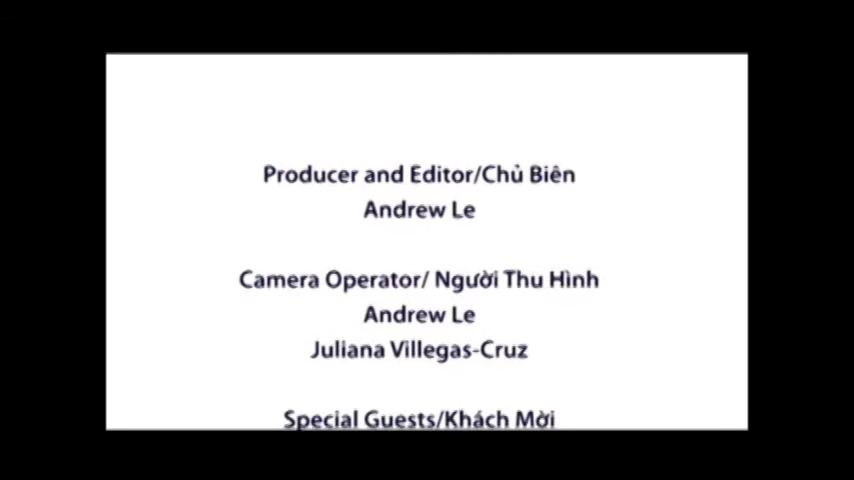 Producer and Editor/Chủ Biên
Andrew Le
Camera Operator/ Người Thu Hình
Andrew Le
Juliana Villegas-Cruz
Special Guests/Khách Mời